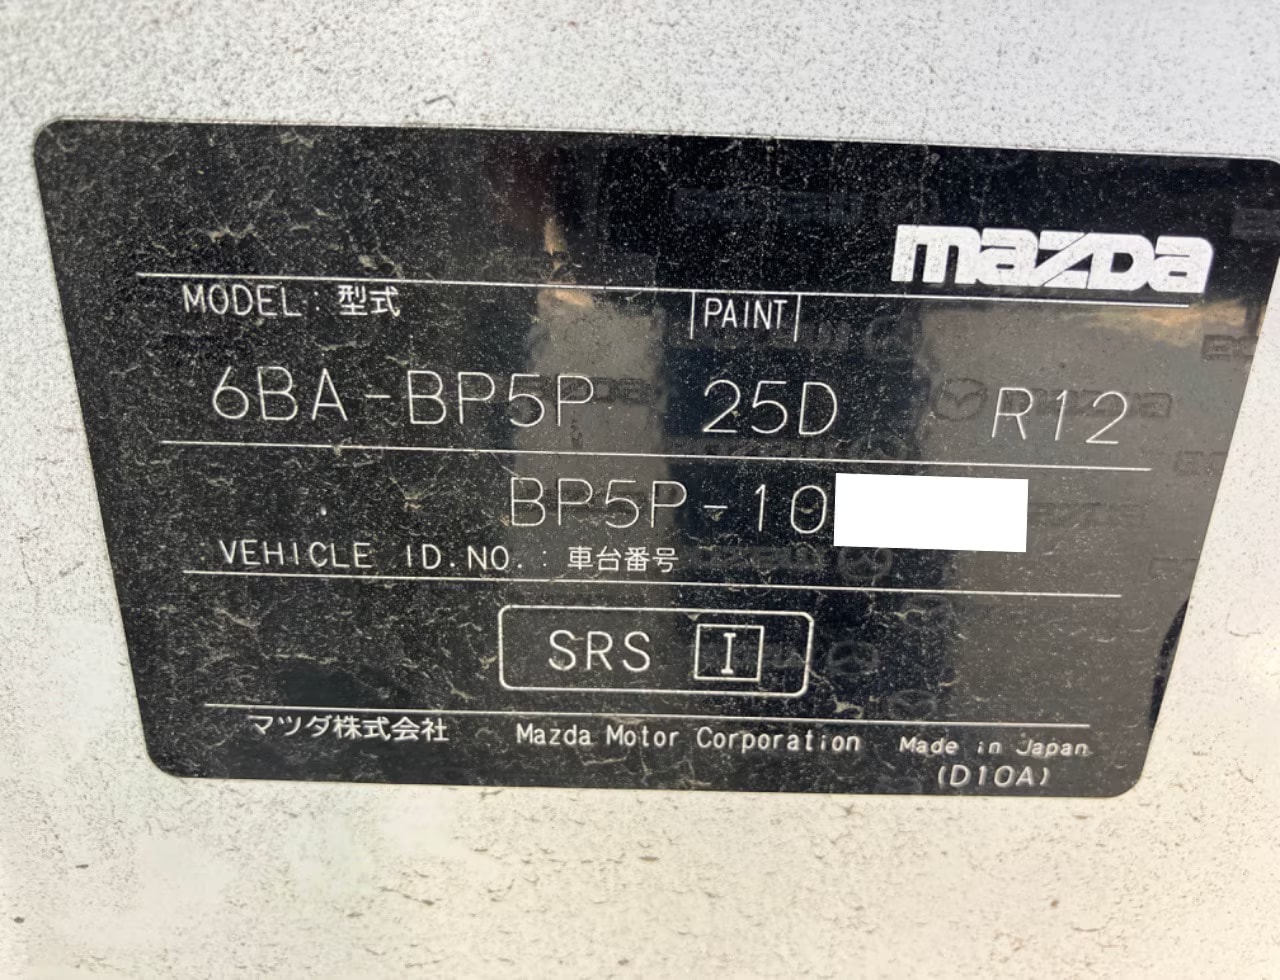 mazda
MODEL : 型式 |PAINT|
6BA-BP5P 25D R12
BP5P-10
VEHICLE ID.NO. : 車台番号
SRS I
マツダ株式会社 Mazda Motor Corporation Made in Japan
(D10A)